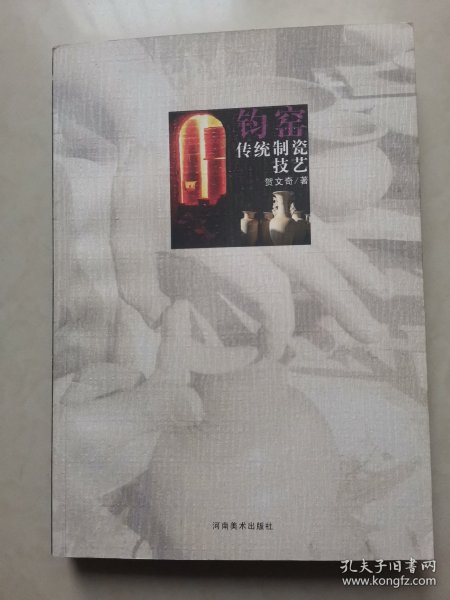 钧窑
传统制瓷
技艺
贺文奇/著
河南美术出版社
孔夫子旧书网
www.kongfz.com